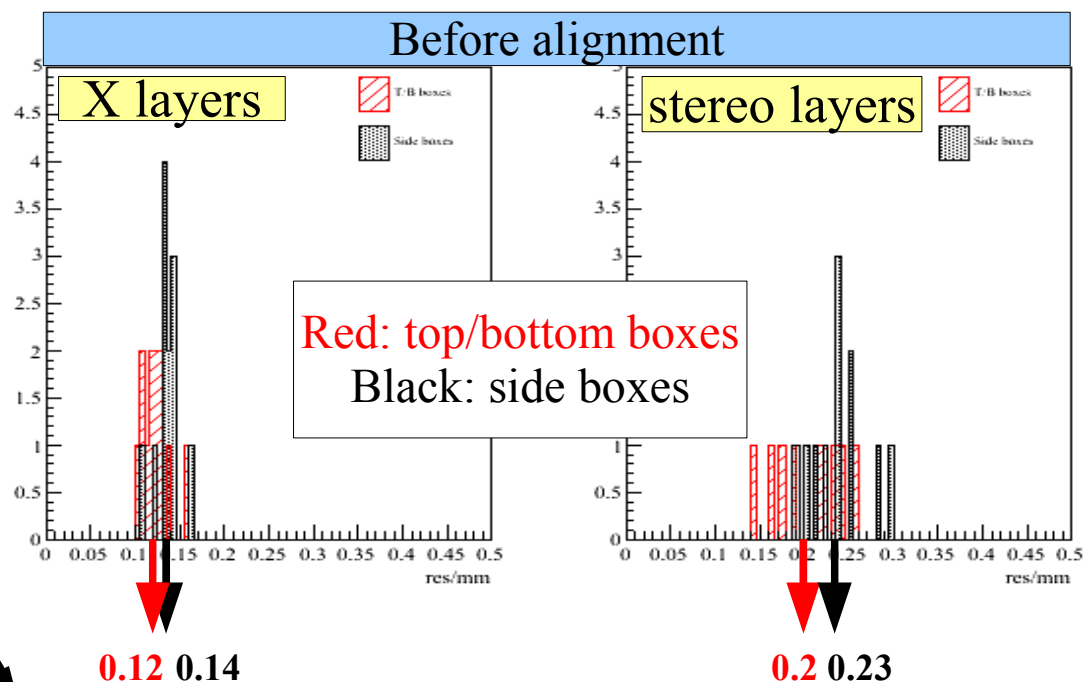 Before alignment
X layers
T/B boxes
Side boxes
5
4.5
4
3.5
3
2.5
2
1.5
1
0.5
0
0 0.05 0.1 0.15 0.2 0.25 0.3 0.35 0.4 0.45 0.5
res/mm
stereo layers
T/B boxes
Side boxes
5
4.5
4
3.5
3
1
0.5
0
0 0.05 0.1 0.15 0.2 0.25 0.3 0.35 0.4 0.45 0.5
res/mm
Red: top/bottom boxes
Black: side boxes
0.12 0.14
0.2 0.23